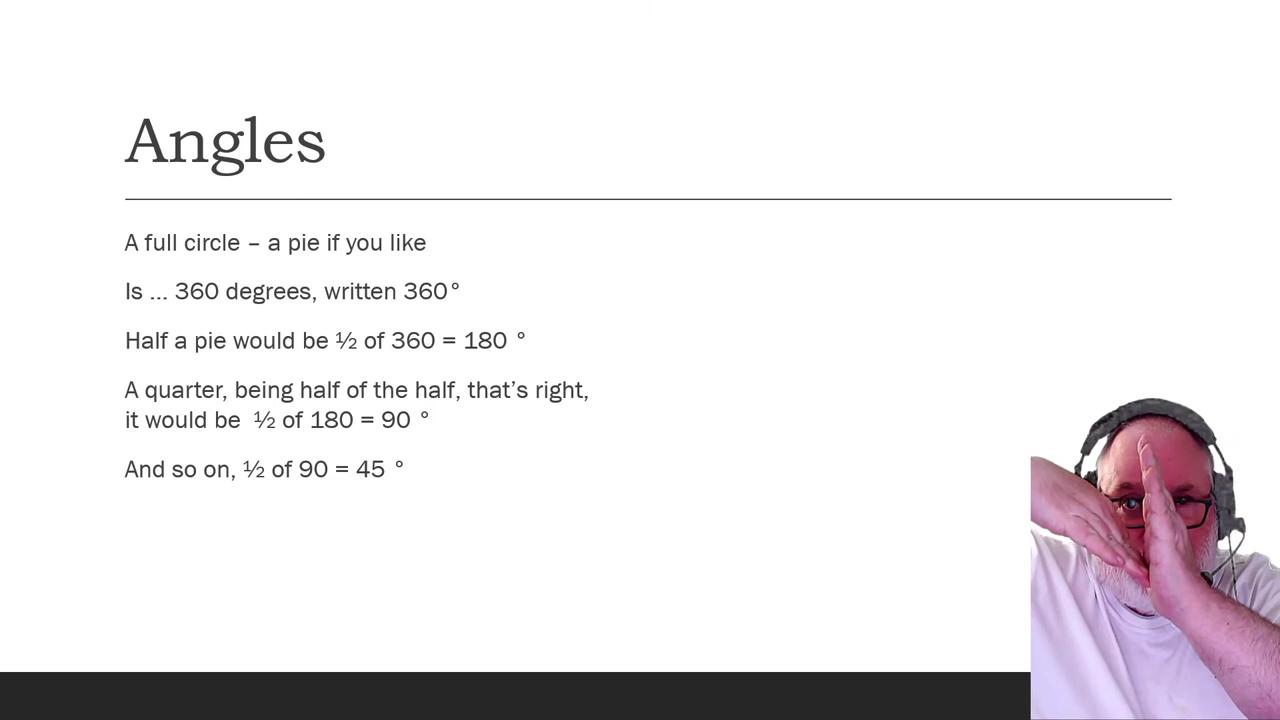 Angles
A full circle – a pie if you like
Is … 360 degrees, written 360°
Half a pie would be ½ of 360 = 180 °
A quarter, being half of the half, that’s right,
it would be  ½ of 180 = 90 °
And so on, ½ of 90 = 45 °